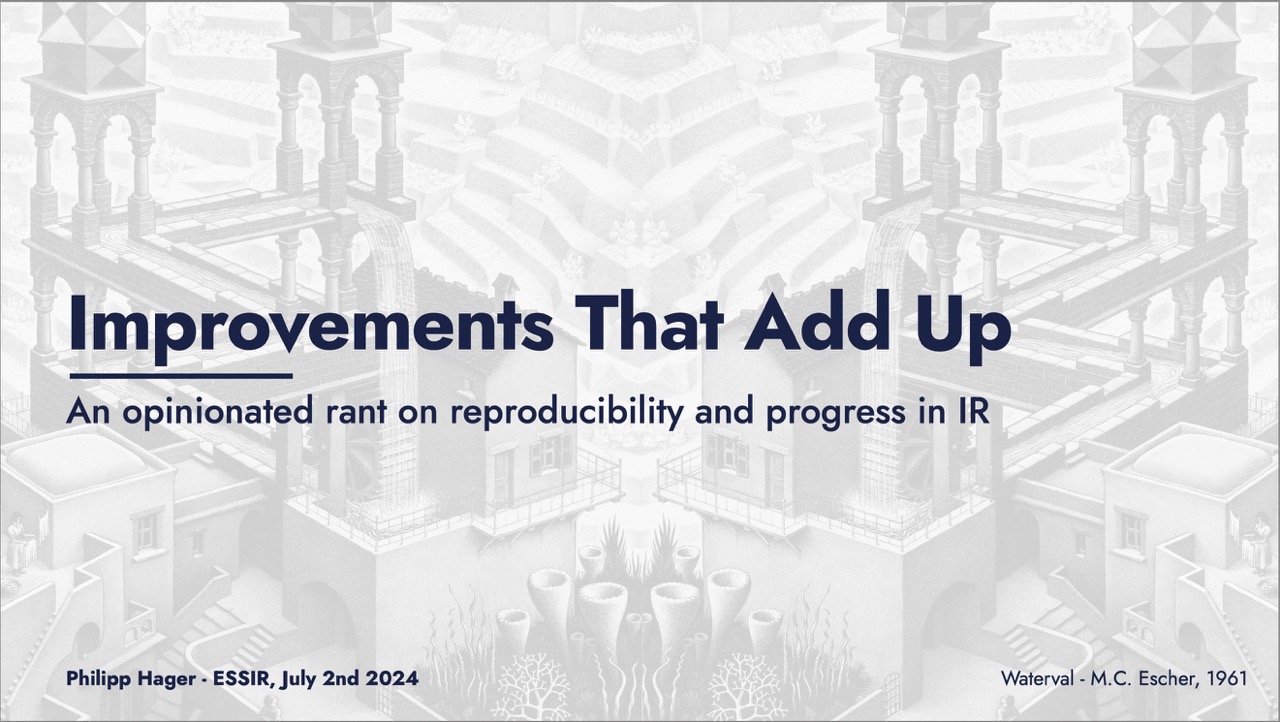 Improvements That Add Up
An opinionated rant on reproducibility and progress in IR
Philipp Hager - ESSIR, July 2nd 2024
Waterval - M.C. Escher, 1961